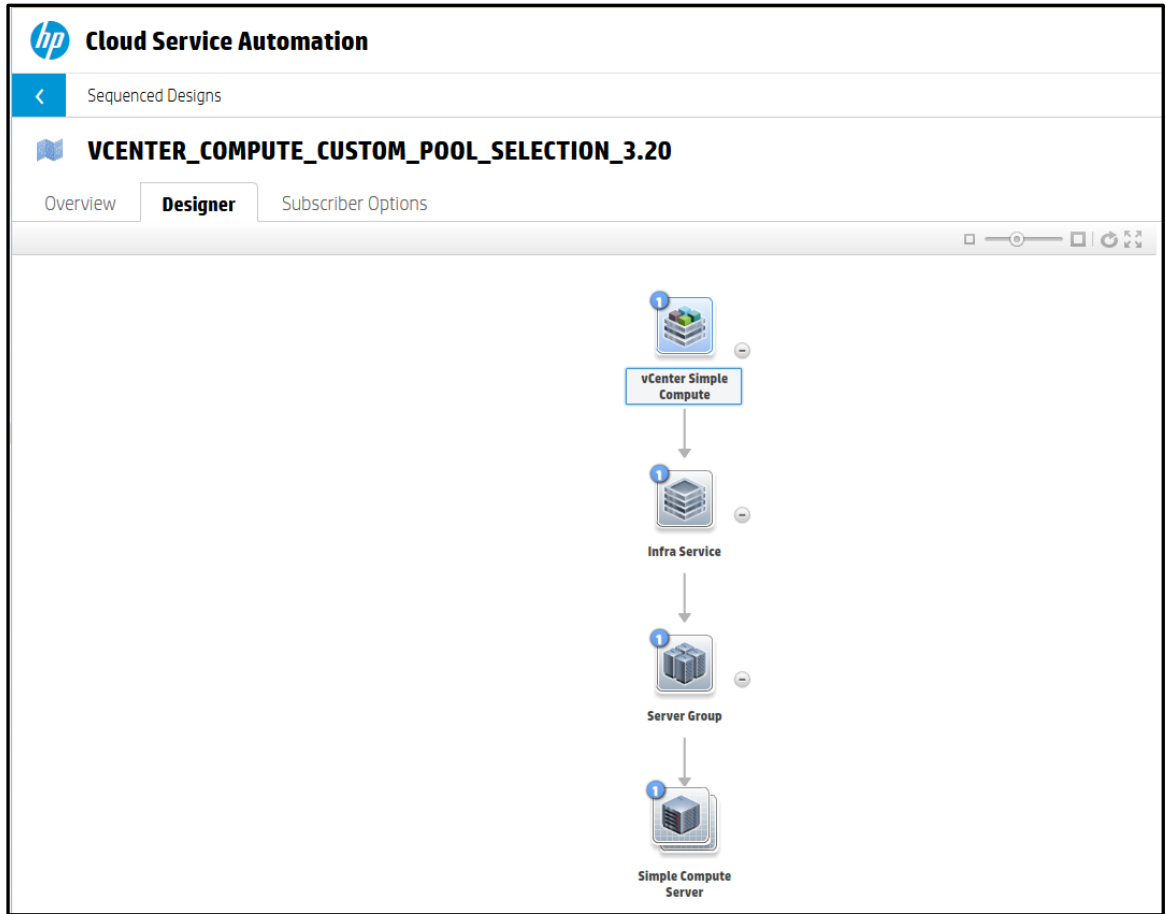 hp Cloud Service Automation
Sequenced Designs
VCENTER_COMPUTE_CUSTOM_POOL_SELECTION_3.20
Overview Designer Subscriber Options
1
vCenter Simple
Compute
1
Infra Service
1
Server Group
1
Simple Compute
Server